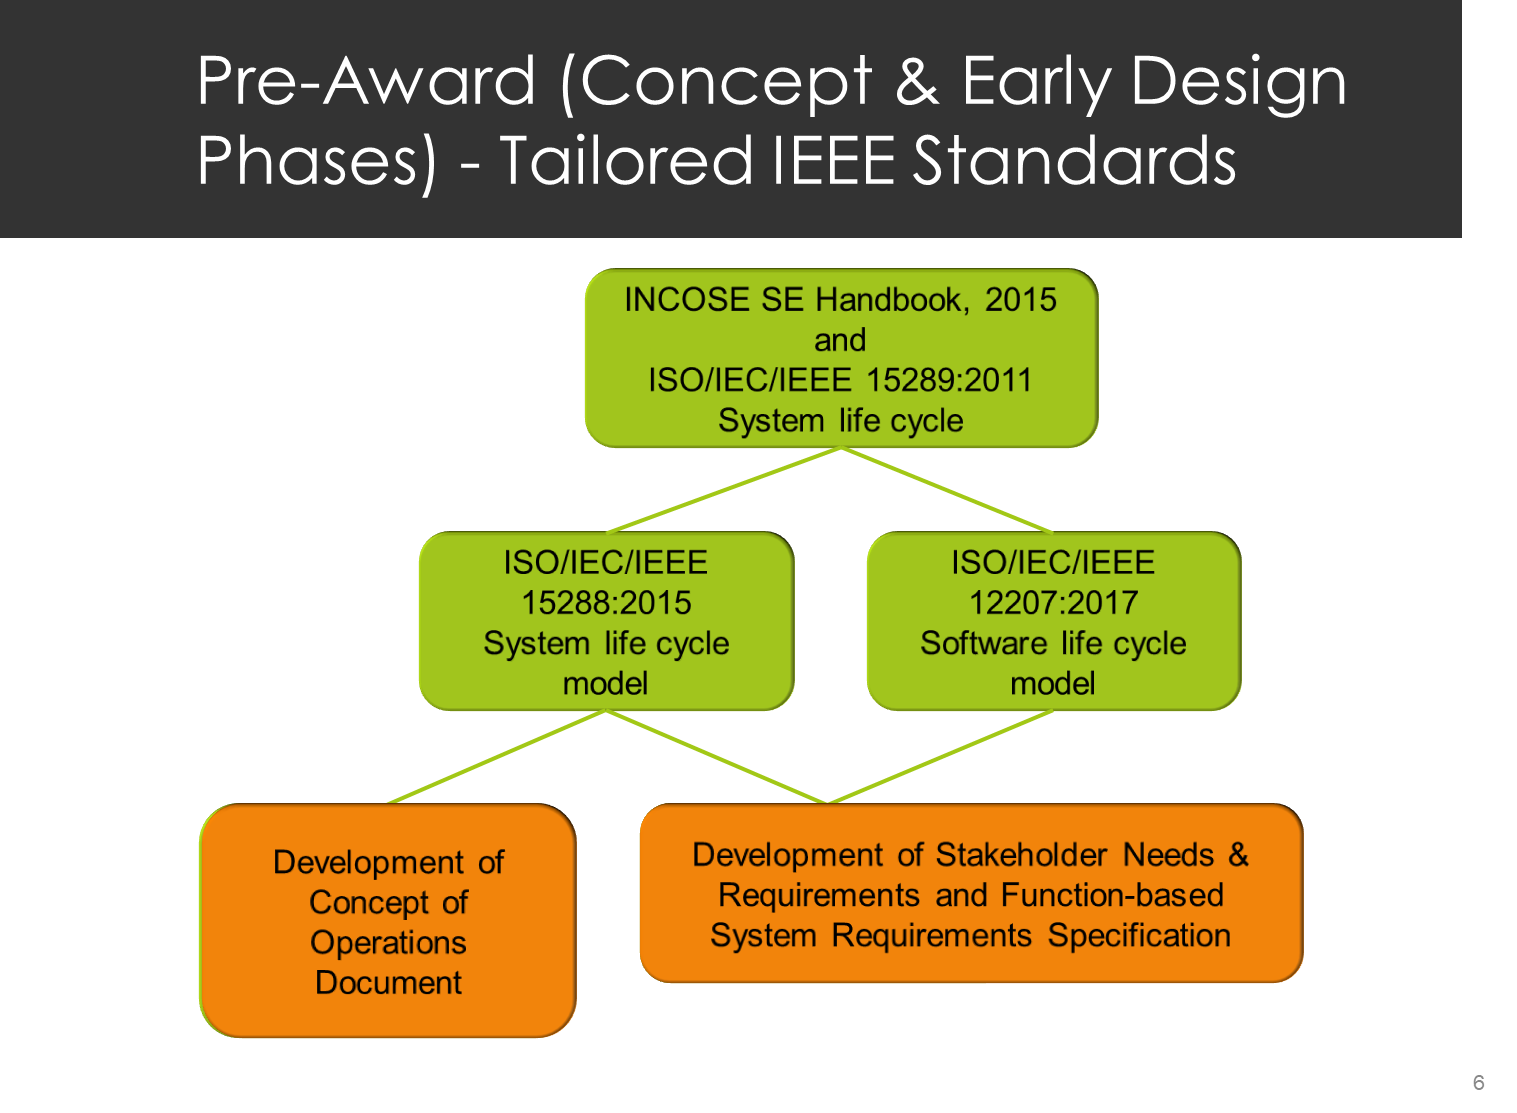 Pre-Award (Concept & Early Design
Phases) - Tailored IEEE Standards
INCOSE SE Handbook, 2015
and
ISO/IEC/IEEE 15289:2011
System life cycle
ISO/IEC/IEEE
15288:2015
System life cycle
model
ISO/IEC/IEEE
12207:2017
Software life cycle
model
Development of
Concept of
Operations
Document
Development of Stakeholder Needs &
Requirements and Function-based
System Requirements Specification
6